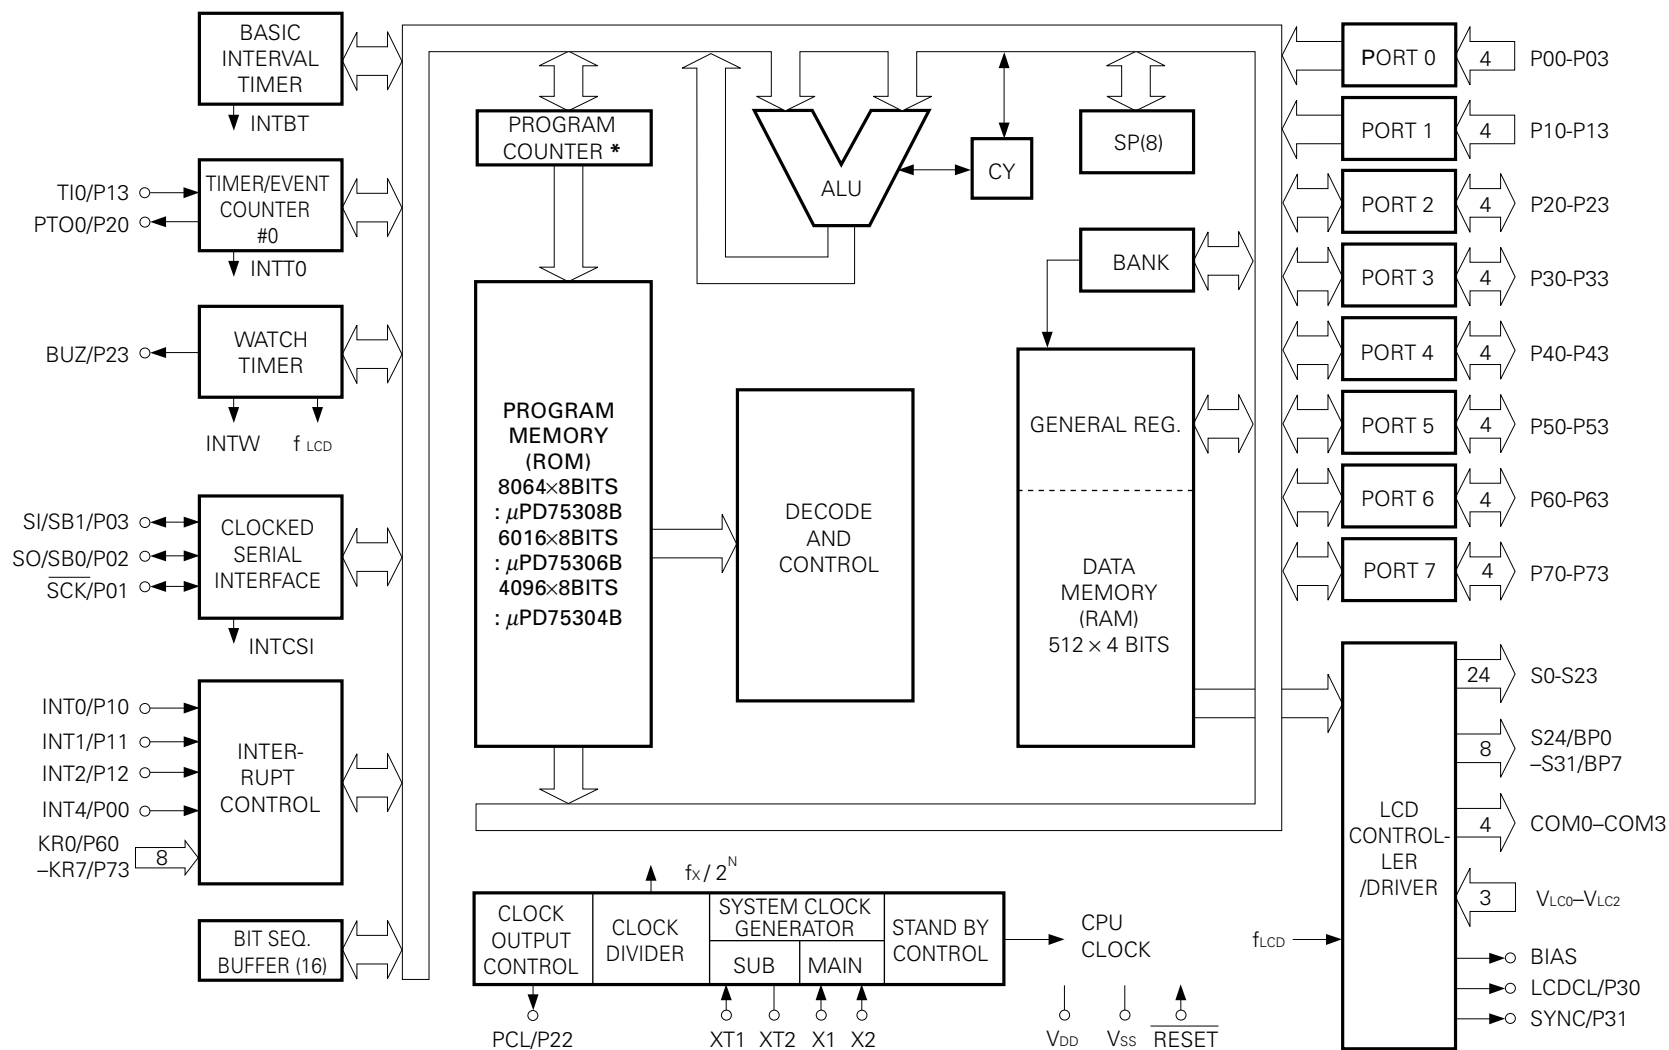 BASIC
INTERVAL
TIMER
INTBT
TI0/P13
PTO0/P20
TIMER/EVENT
COUNTER
#0
INTT0
BUZ/P23
WATCH
TIMER
INTW
f LCD
SI/SB1/P03
SO/SB0/P02
S̅C̅K̅/P01
CLOCKED
SERIAL
INTERFACE
INTCSI
INT0/P10
INT1/P11
INT2/P12
INT4/P00
KR0/P60
–KR7/P73
8
INTER-
RUPT
CONTROL
BIT SEQ.
BUFFER (16)
PROGRAM
COUNTER *
ALU
CY
SP(8)
BANK
PROGRAM
MEMORY
(ROM)
8064×8BITS
: μPD75308B
6016×8BITS
: μPD75306B
4096×8BITS
: μPD75304B
DECODE
AND
CONTROL
GENERAL REG.
DATA
MEMORY
(RAM)
512 × 4 BITS
fX / 2^N
CLOCK
OUTPUT
CONTROL
CLOCK
DIVIDER
SYSTEM CLOCK
GENERATOR
SUB
MAIN
STAND BY
CONTROL
CPU
CLOCK
PCL/P22
XT1
XT2
X1
X2
VDD
VSS
R̅E̅S̅E̅T̅
PORT 0
4
P00-P03
PORT 1
4
P10-P13
PORT 2
4
P20-P23
PORT 3
4
P30-P33
PORT 4
4
P40-P43
PORT 5
4
P50-P53
PORT 6
4
P60-P63
PORT 7
4
P70-P73
LCD
CONTROL-
LER
/DRIVER
fLCD
24
S0-S23
8
S24/BP0
–S31/BP7
4
COM0–COM3
3
VLC0–VLC2
BIAS
LCDCL/P30
SYNC/P31